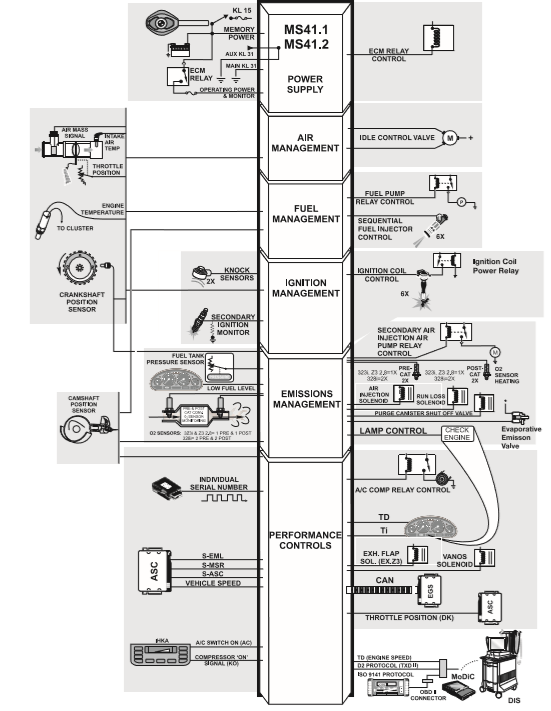 KL 15
MEMORY
POWER
AUX KL 31
MAIN KL 31
ECM
RELAY
OPERATING POWER
& MONITOR
MS41.1
MS41.2
POWER
SUPPLY
ECM RELAY
CONTROL
AIR MASS
SIGNAL
INTAKE
AIR
TEMP
THROTTLE
POSITION
AIR
MANAGEMENT
IDLE CONTROL VALVE
M
ENGINE
TEMPERATURE
TO CLUSTER
FUEL
MANAGEMENT
FUEL PUMP
RELAY CONTROL
P
SEQUENTIAL
FUEL INJECTOR
CONTROL
6X
CRANKSHAFT
POSITION
SENSOR
KNOCK
SENSORS
2X
SECONDARY
IGNITION
MONITOR
IGNITION
MANAGEMENT
IGNITION COIL
CONTROL
6X
Ignition Coil
Power Relay
FUEL TANK
PRESSURE SENSOR
LOW FUEL LEVEL
CAMSHAFT
POSITION
SENSOR
O2 SENSORS: 323i & Z3 2.8= 1 PRE & 1 POST
328= 2 PRE & 2 POST
EMISSIONS
MANAGEMENT
SECONDARY AIR
INJECTION AIR
PUMP RELAY
CONTROL
M
323i, Z3 2.8=1X
328i=2X
PRE-
CAT
2X
323i, Z3 2.8=1X
328i=2X
POST-
CAT
2X
O2
SENSOR
HEATING
AIR
INJECTION
SOLENOID
RUN LOSS
SOLENOID
PURGE CANISTER SHUT OFF VALVE
Evaporative
Emisson
Valve
LAMP CONTROL
CHECK
ENGINE
INDIVIDUAL
SERIAL NUMBER
PERFORMANCE
CONTROLS
A/C COMP RELAY CONTROL
TD
Ti
EXH. FLAP
SOL. (EX.Z3)
VANOS
SOLENOID
ASC
S-EML
S-MSR
S-ASC
VEHICLE SPEED
CAN
EGS
THROTTLE POSITION (DK)
ASC
IHKA
A/C SWITCH ON (AC)
COMPRESSOR 'ON'
SIGNAL (KO)
TD (ENGINE SPEED)
D2 PROTOCOL (TXD II)
ISO 9141 PROTOCOL
OBD II
CONNECTOR
MoDiC
DIS